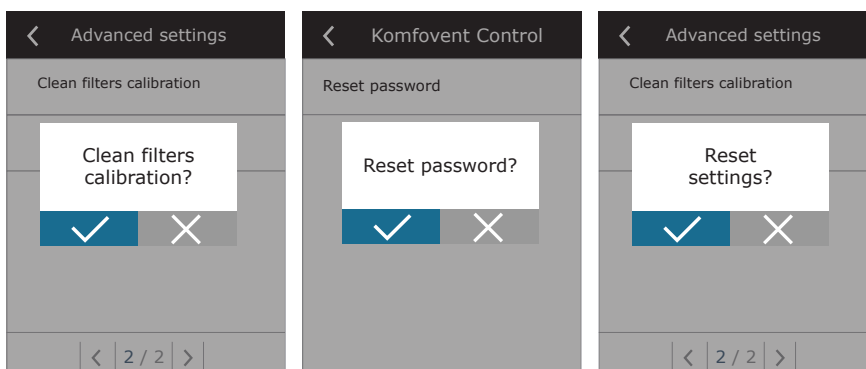 Advanced settings
Clean filters calibration
Clean filters
calibration?
2 / 2
Komfovent Control
Reset password
Reset password?
Advanced settings
Clean filters calibration
Reset
settings?
2 / 2